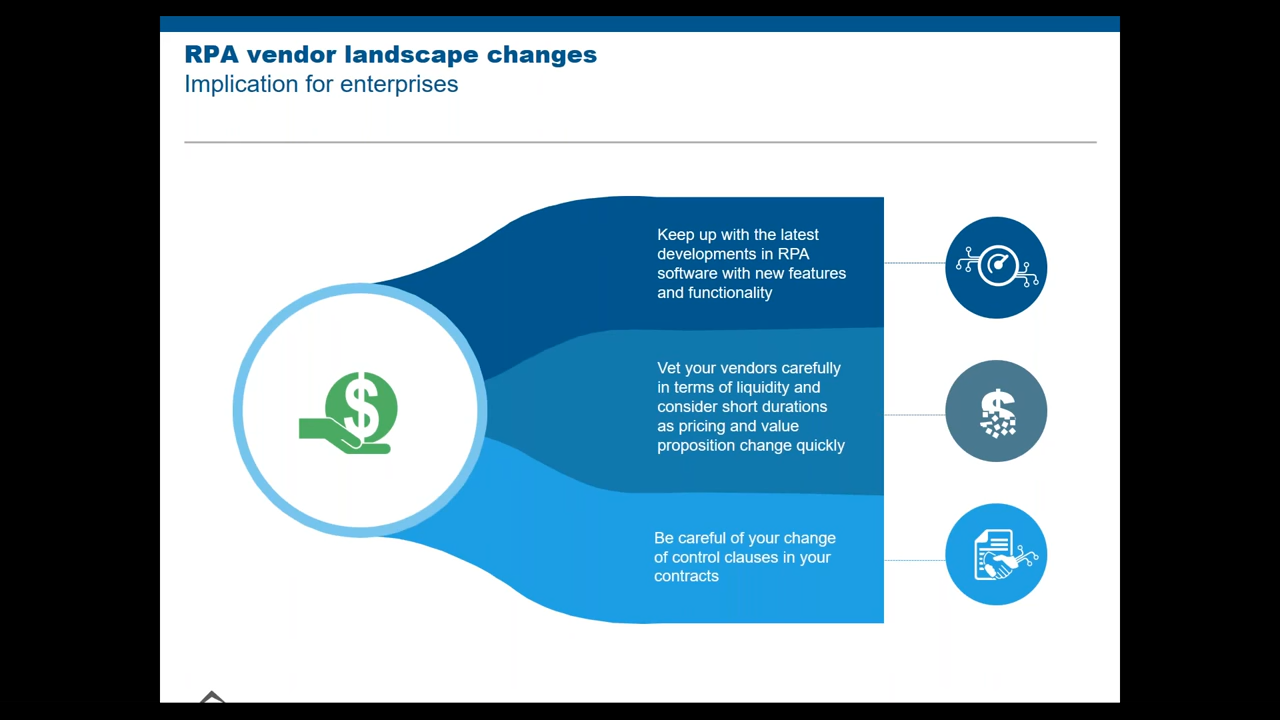 RPA vendor landscape changes
Implication for enterprises
Keep up with the latest
developments in RPA
software with new features
and functionality
Vet your vendors carefully
in terms of liquidity and
consider short durations
as pricing and value
proposition change quickly
Be careful of your change
of control clauses in your
contracts